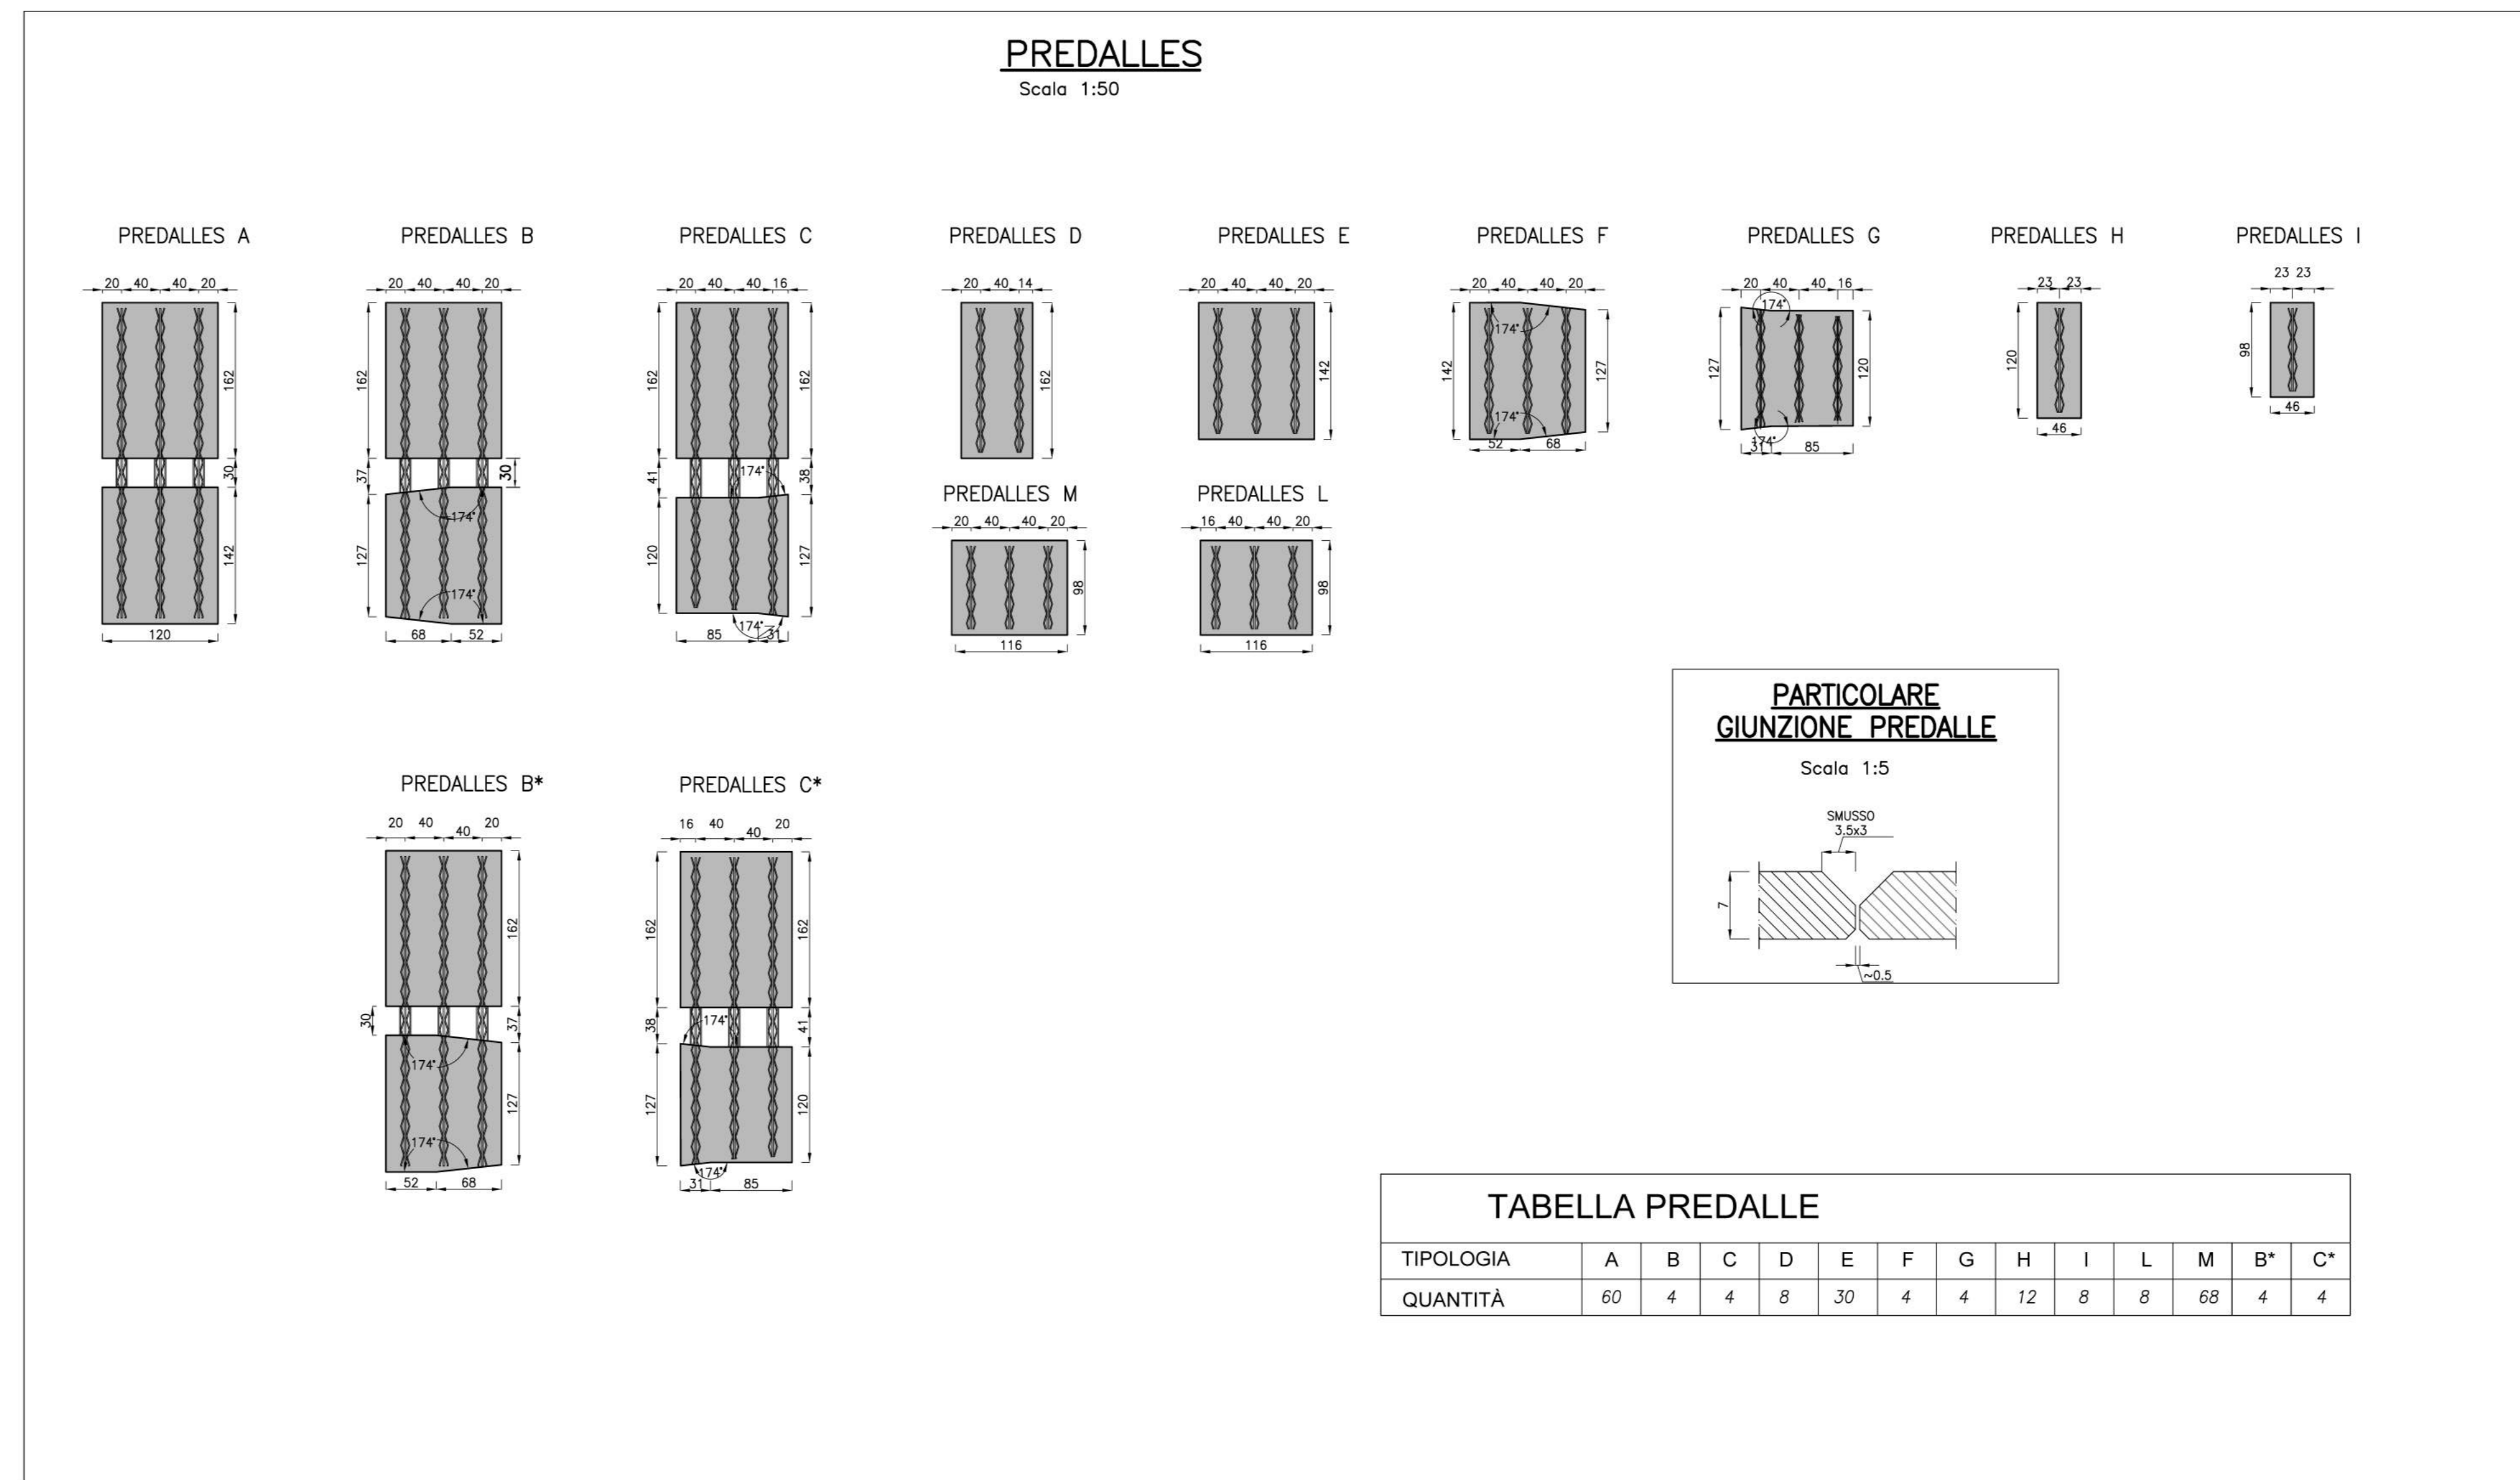 PREDALLES
Scala 1:50
PREDALLES A
20 40 40 20
162
30
142
120
PREDALLES B
20 40 40 20
162
37
30
174°
127
174°
68 52
PREDALLES C
20 40 40 16
162
162
41
174°
38
120
127
174°
85 31
PREDALLES D
20 40 14
162
PREDALLES E
20 40 40 20
142
PREDALLES F
20 40 40 20
174°
142
127
174°
52 68
PREDALLES G
20 40 40 16
174°
127
120
174°
31 85
PREDALLES H
23 23
120
46
PREDALLES I
23 23
98
46
PREDALLES M
20 40 40 20
98
116
PREDALLES L
16 40 40 20
98
116
PARTICOLARE
GIUNZIONE PREDALLE
Scala 1:5
SMUSSO
3.5x3
7
~0.5
PREDALLES B*
20 40 40 20
162
30
37
174°
127
174°
52 68
PREDALLES C*
16 40 40 20
162
162
38
174°
41
127
120
174°
31 85
TABELLA PREDALLE
TIPOLOGIA A B C D E F G H I L M B* C*
QUANTITÀ 60 4 4 8 30 4 4 12 8 8 68 4 4